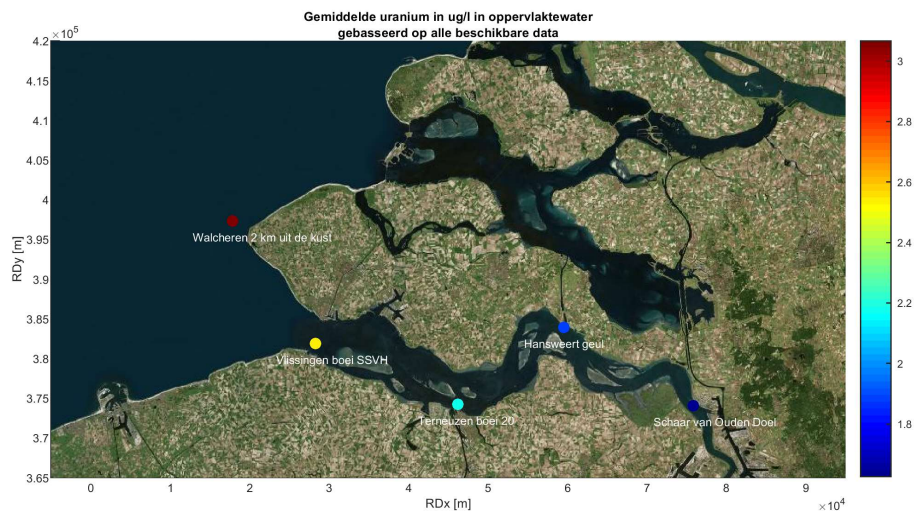 Gemiddelde uranium in ug/l in oppervlaktewater
gebasseerd op alle beschikbare data
4.2 ×10⁵
4.15
4.1
4.05
4
3.95
3.9
3.85
3.8
3.75
3.7
3.65
RDy [m]
0 1 2 3 4 5 6 7 8 9
RDx [m]
×10⁴
Walcheren 2 km uit de kust
Vlissingen boei SSVH
Hansweert geul
Terneuzen boei 20
Schaar van Ouden Doel
3
2.8
2.6
2.4
2.2
2
1.8